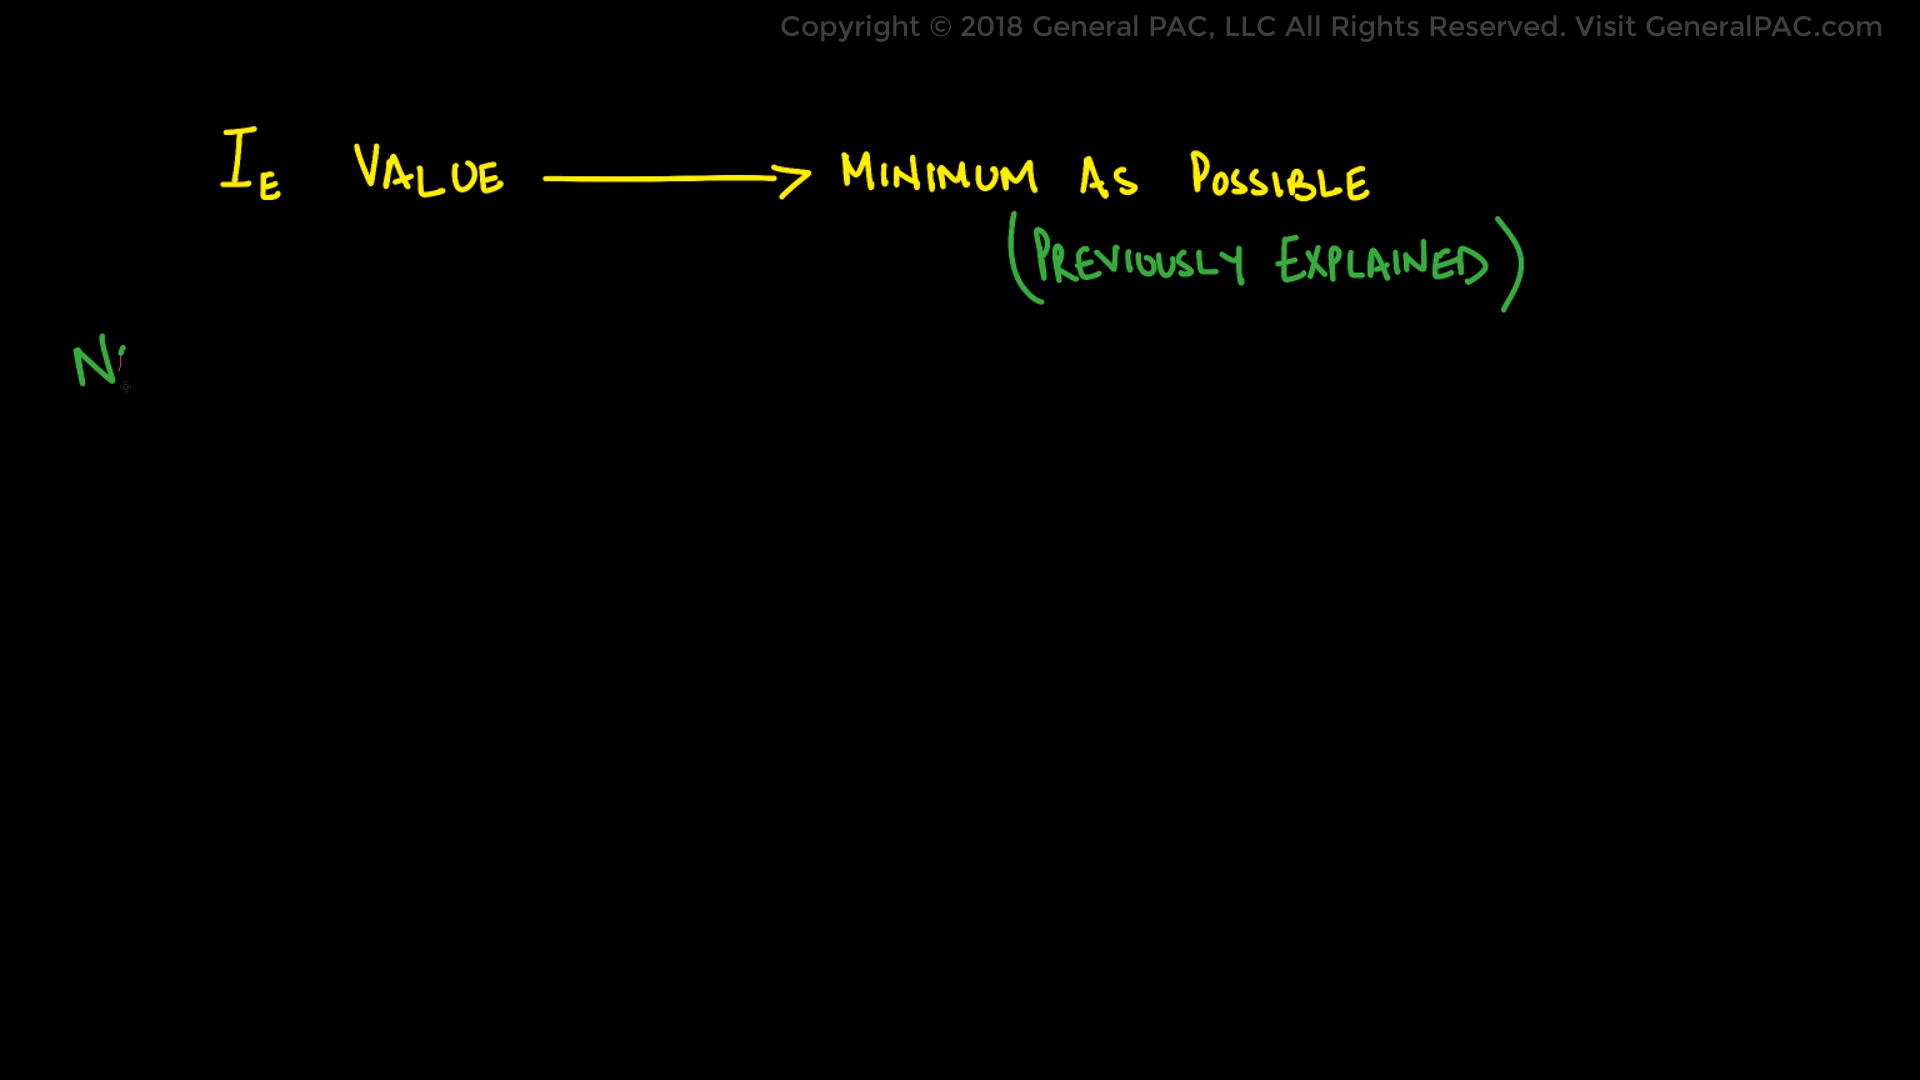 Copyright © 2018 General PAC, LLC All Rights Reserved. Visit GeneralPAC.com
IE VALUE → MINIMUM AS POSSIBLE
(PREVIOUSLY EXPLAINED)
N